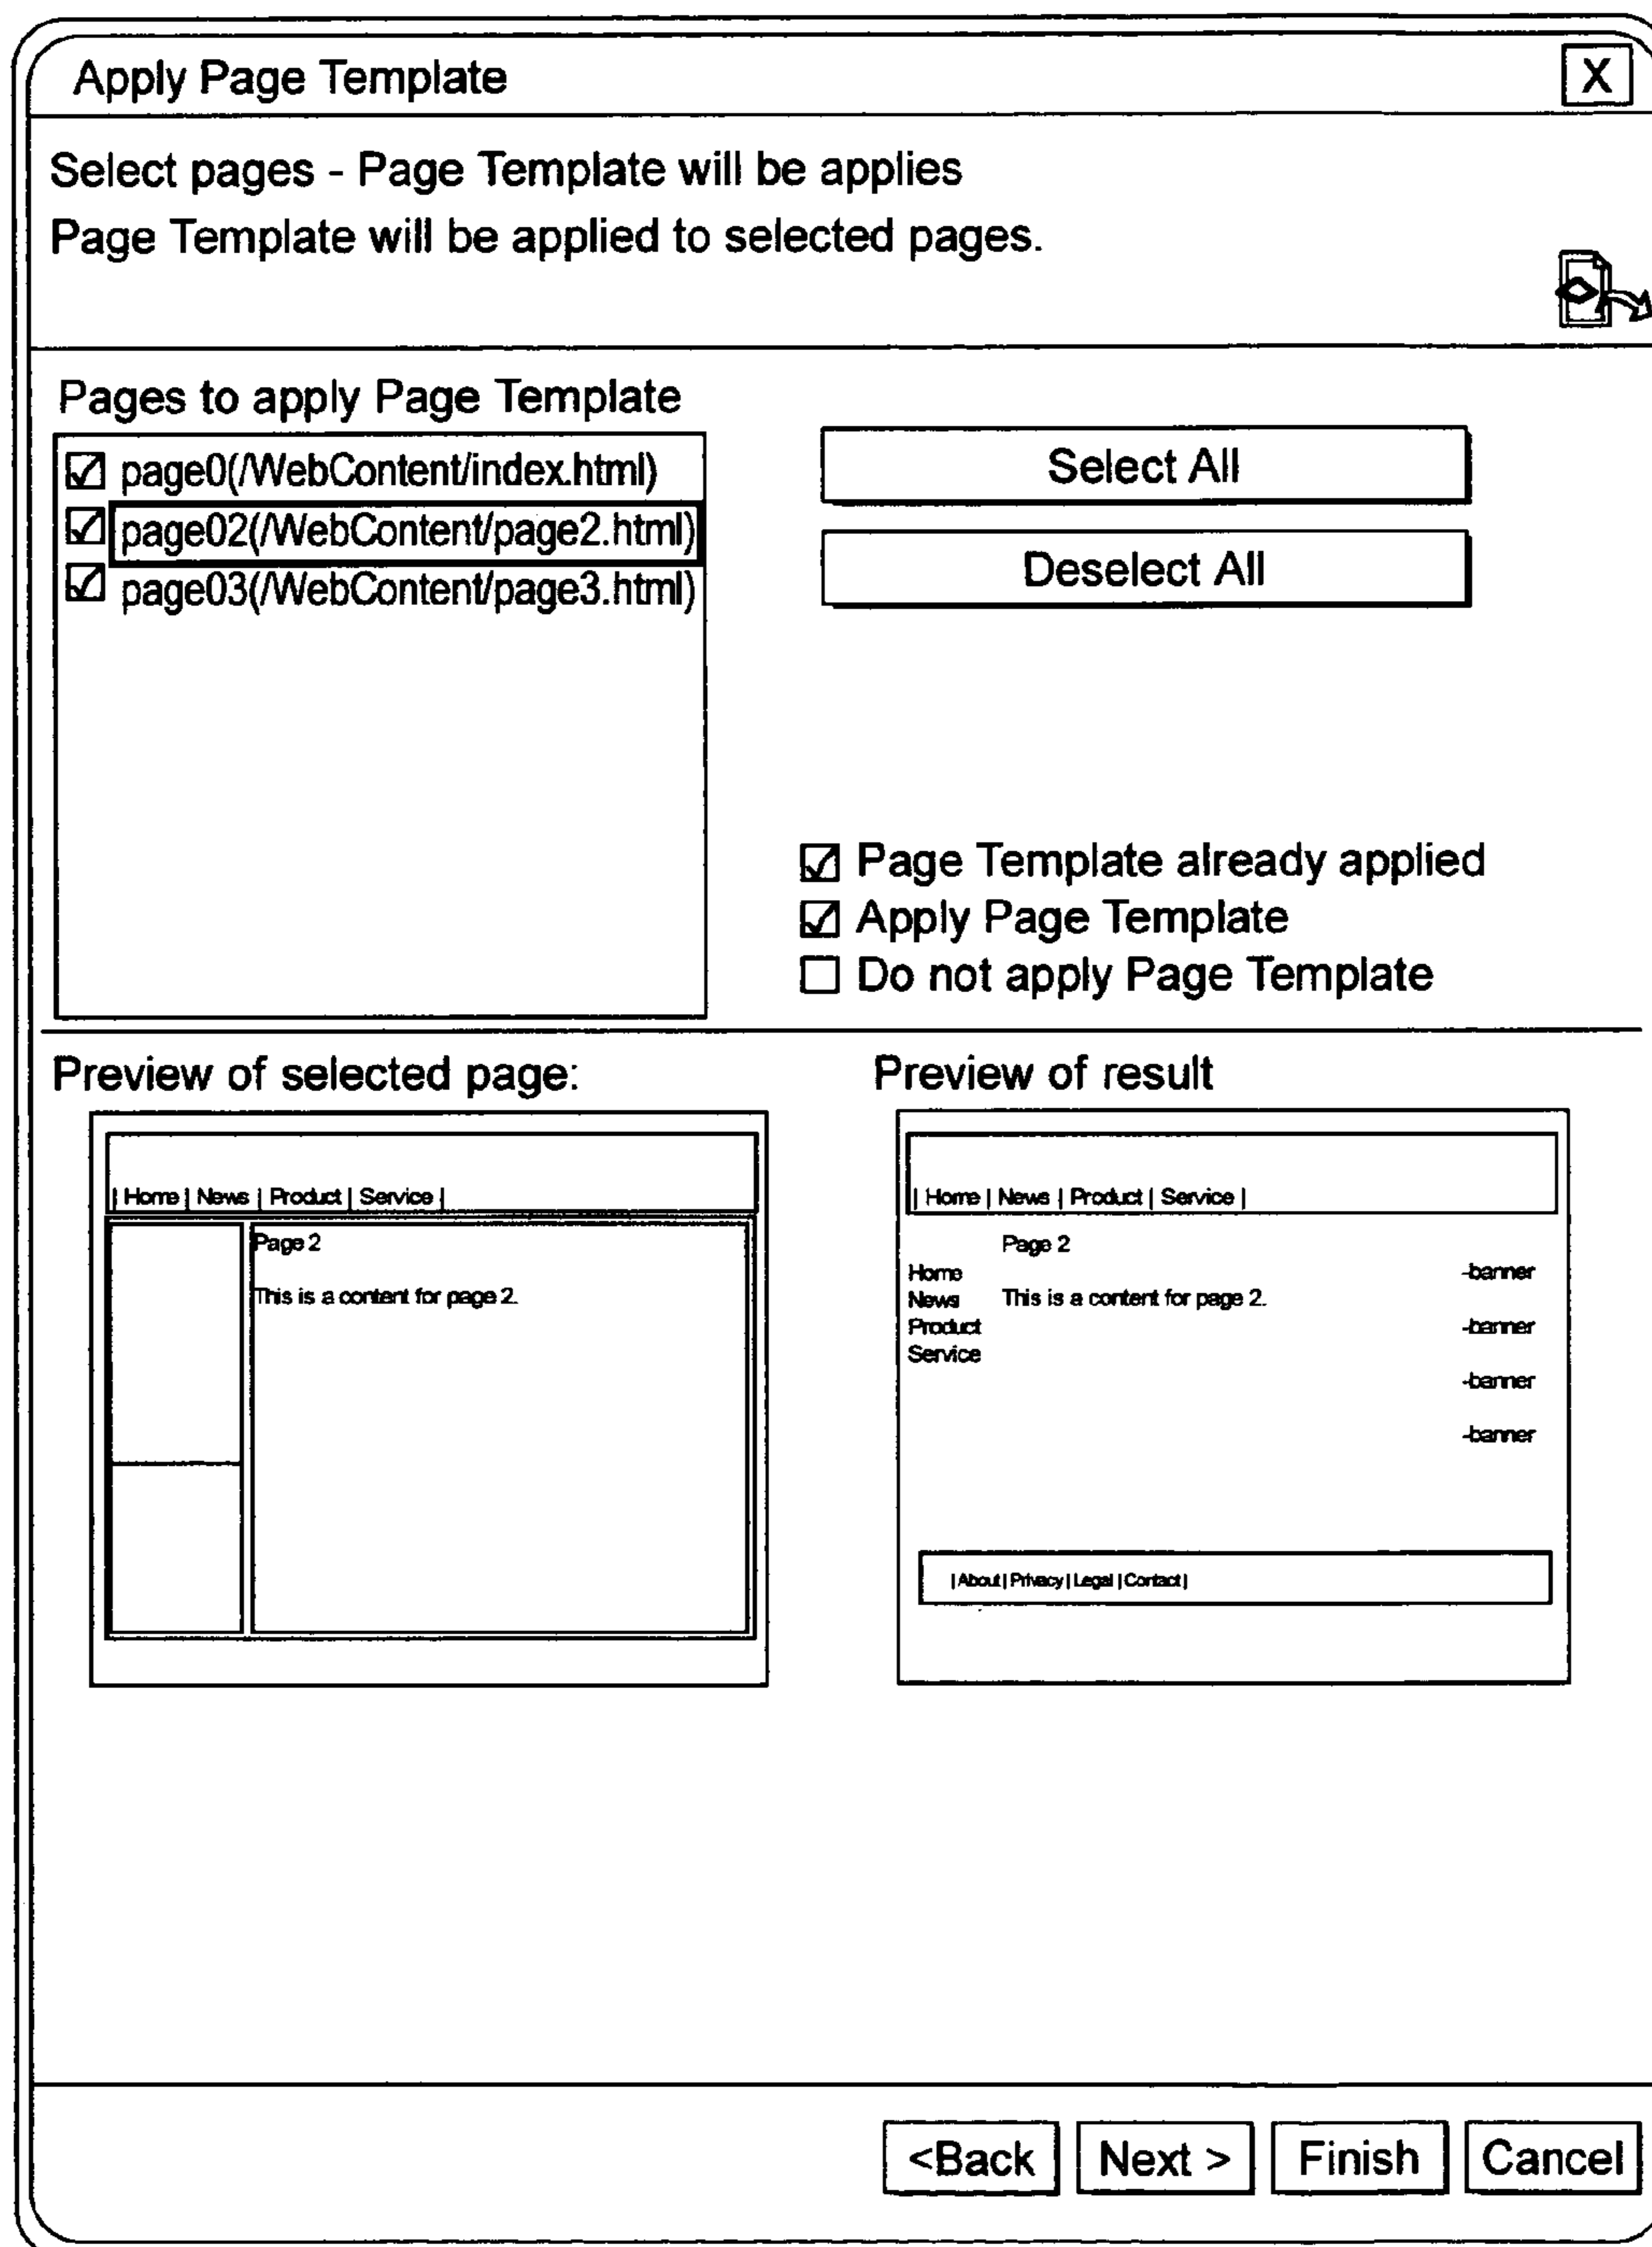 Apply Page Template X
Select pages - Page Template will be applies
Page Template will be applied to selected pages.
Pages to apply Page Template
page0(/WebContent/index.html)
page02(/WebContent/page2.html)
page03(/WebContent/page3.html)
Select All
Deselect All
Page Template already applied
Apply Page Template
Do not apply Page Template
Preview of selected page:
| Home | News | Product | Service |
Page 2
This is a content for page 2.
Preview of result
| Home | News | Product | Service |
Page 2
This is a content for page 2.
Home
News
Product
Service
-banner
-banner
-banner
-banner
| About | Privacy | Legal | Contact |
<Back Next > Finish Cancel